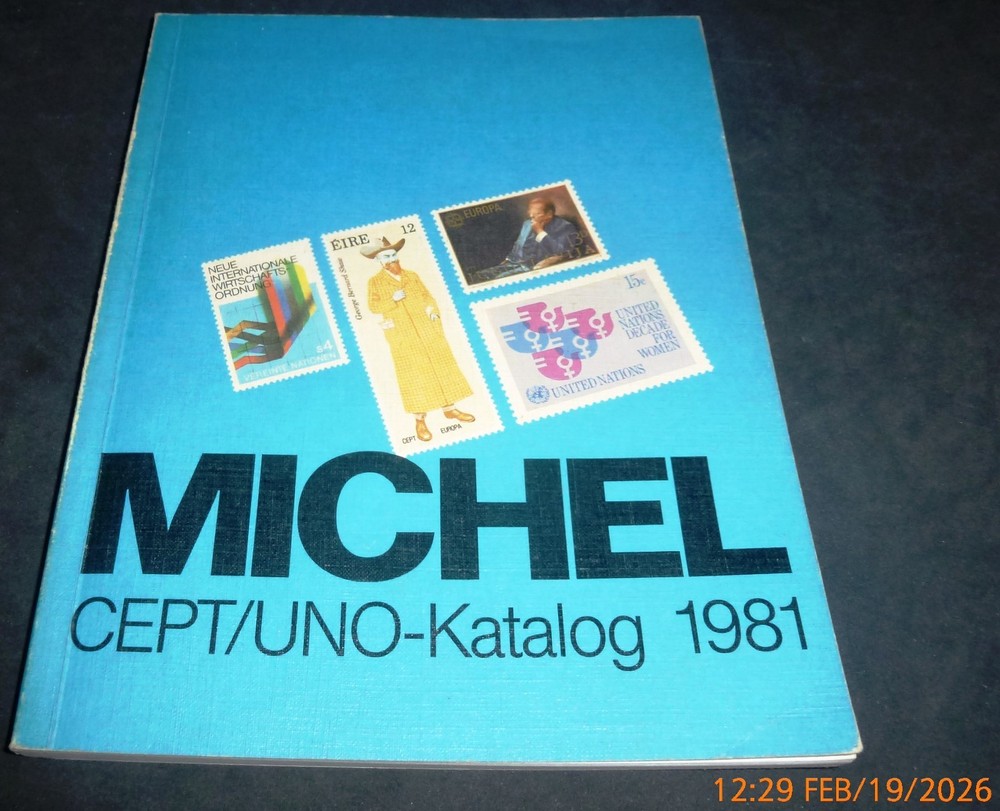 EUROPA
ÉIRE 12
George Bernard Shaw
NEUE
INTERNATIONALE
WIRTSCHAFTS-
ORDNUNG
s4
VEREINTE NATIONEN
15c
UNITED
NATIONS
DECADE
FOR
WOMEN
UNITED NATIONS
CEPT EUROPA
MICHEL
CEPT/UNO-Katalog 1981
12:29 FEB/19/2026